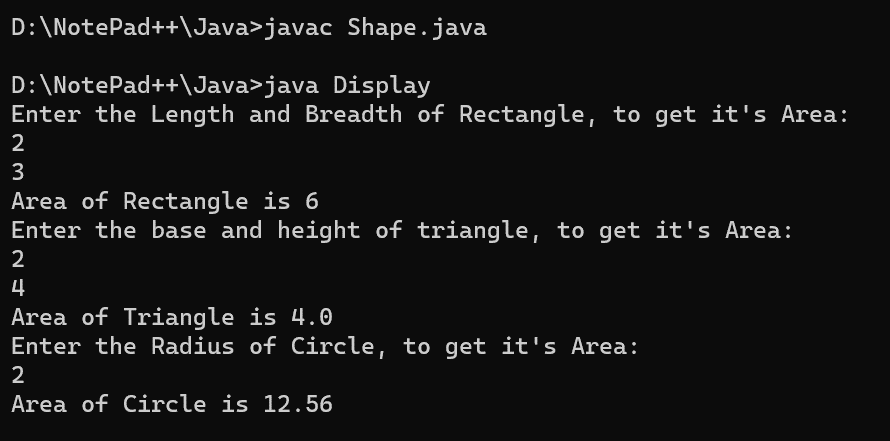 D:\NotePad++\Java>javac Shape.java
D:\NotePad++\Java>java Display
Enter the Length and Breadth of Rectangle, to get it's Area:
2
3
Area of Rectangle is 6
Enter the base and height of triangle, to get it's Area:
2
4
Area of Triangle is 4.0
Enter the Radius of Circle, to get it's Area:
2
Area of Circle is 12.56